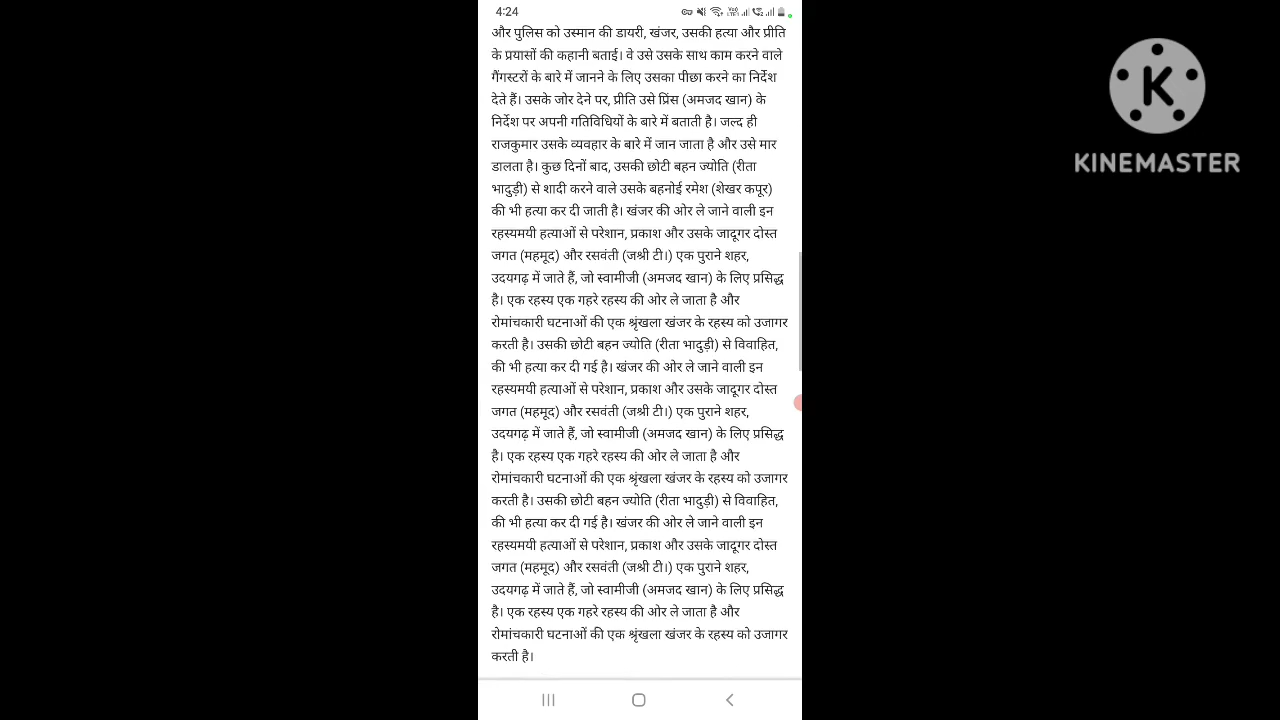 4:24
KINEMASTER
और पुलिस को उस्मान की डायरी, खंजर, उसकी हत्या और प्रीति
के प्रयासों की कहानी बताई। वे उसे उसके साथ काम करने वाले
गैंगस्टरों के बारे में जानने के लिए उसका पीछा करने का निर्देश
देते हैं। उसके जोर देने पर, प्रीति उसे प्रिंस (अमजद खान) के
निर्देश पर अपनी गतिविधियों के बारे में बताती है। जल्द ही
राजकुमार उसके व्यवहार के बारे में जान जाता है और उसे मार
डालता है। कुछ दिनों बाद, उसकी छोटी बहन ज्योति (रीता
भादुड़ी) से शादी करने वाले उसके बहनोई रमेश (शेखर कपूर)
की भी हत्या कर दी जाती है। खंजर की ओर ले जाने वाली इन
रहस्यमयी हत्याओं से परेशान, प्रकाश और उसके जादूगर दोस्त
जगत (महमूद) और रसवंती (जश्री टी।) एक पुराने शहर,
उदयगढ़ में जाते हैं, जो स्वामीजी (अमजद खान) के लिए प्रसिद्ध
है। एक रहस्य एक गहरे रहस्य की ओर ले जाता है और
रोमांचकारी घटनाओं की एक श्रृंखला खंजर के रहस्य को उजागर
करती है। उसकी छोटी बहन ज्योति (रीता भादुड़ी) से विवाहित,
की भी हत्या कर दी गई है। खंजर की ओर ले जाने वाली इन
रहस्यमयी हत्याओं से परेशान, प्रकाश और उसके जादूगर दोस्त
जगत (महमूद) और रसवंती (जश्री टी।) एक पुराने शहर,
उदयगढ़ में जाते हैं, जो स्वामीजी (अमजद खान) के लिए प्रसिद्ध
है। एक रहस्य एक गहरे रहस्य की ओर ले जाता है और
रोमांचकारी घटनाओं की एक श्रृंखला खंजर के रहस्य को उजागर
करती है। उसकी छोटी बहन ज्योति (रीता भादुड़ी) से विवाहित,
की भी हत्या कर दी गई है। खंजर की ओर ले जाने वाली इन
रहस्यमयी हत्याओं से परेशान, प्रकाश और उसके जादूगर दोस्त
जगत (महमूद) और रसवंती (जश्री टी।) एक पुराने शहर,
उदयगढ़ में जाते हैं, जो स्वामीजी (अमजद खान) के लिए प्रसिद्ध
है। एक रहस्य एक गहरे रहस्य की ओर ले जाता है और
रोमांचकारी घटनाओं की एक श्रृंखला खंजर के रहस्य को उजागर
करती है।